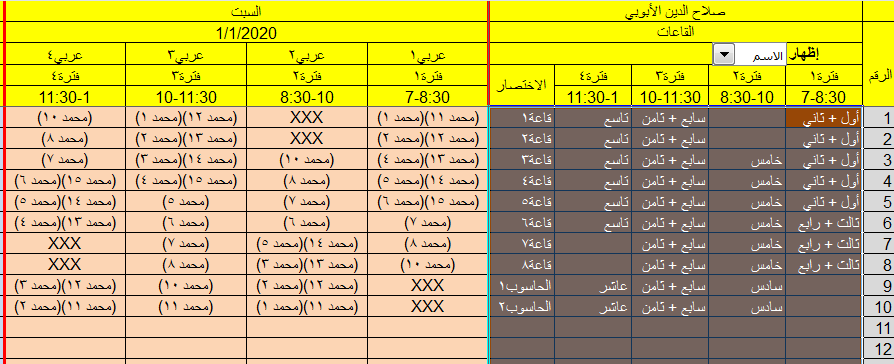 صلاح الدين الأيوبي السبت
القاعات 1/1/2020
إظهار الاسم عربي١ عربي٢ عربي٣ عربي٤
الرقم فترة١ فترة٢ فترة٣ فترة٤ الاختصار فترة١ فترة٢ فترة٣ فترة٤
7-8:30 8:30-10 10-11:30 11:30-1 7-8:30 8:30-10 10-11:30 11:30-1
1 أول + ثاني سابع + ثامن تاسع قاعة١ (محمد ١١)(محمد ١) XXX (محمد ١٢)(محمد ١) (محمد ١٠)
2 أول + ثاني سابع + ثامن تاسع قاعة٢ (محمد ١٢)(محمد ٢) XXX (محمد ١٣)(محمد ٢) (محمد ٨)
3 أول + ثاني خامس سابع + ثامن تاسع قاعة٣ (محمد ١٣)(محمد ٤) (محمد ١٠) (محمد ١٤)(محمد ٣) (محمد ٧)
4 أول + ثاني خامس سابع + ثامن تاسع قاعة٤ (محمد ١٤)(محمد ٥) (محمد ٨) (محمد ١٥)(محمد ٤) (محمد ١٥)(محمد ٦)
5 أول + ثاني خامس سابع + ثامن تاسع قاعة٥ (محمد ١٥)(محمد ٦) (محمد ٧) (محمد ٥) (محمد ١٤)(محمد ٥)
6 ثالث + رابع خامس سابع + ثامن تاسع قاعة٦ (محمد ٧) (محمد ٦) (محمد ٦) (محمد ١٣)(محمد ٤)
7 ثالث + رابع خامس سابع + ثامن قاعة٧ (محمد ٨) (محمد ١٤)(محمد ٥) (محمد ٧) XXX
8 ثالث + رابع خامس سابع + ثامن قاعة٨ (محمد ١٠) (محمد ١٣)(محمد ٣) (محمد ٨) XXX
9 سادس سابع + ثامن عاشر الحاسوب١ XXX (محمد ١٢)(محمد ٢) (محمد ١٠) (محمد ١٢)(محمد ٣)
10 سادس سابع + ثامن عاشر الحاسوب٢ XXX (محمد ١١)(محمد ١) (محمد ١١) (محمد ١١)(محمد ٢)
11
12